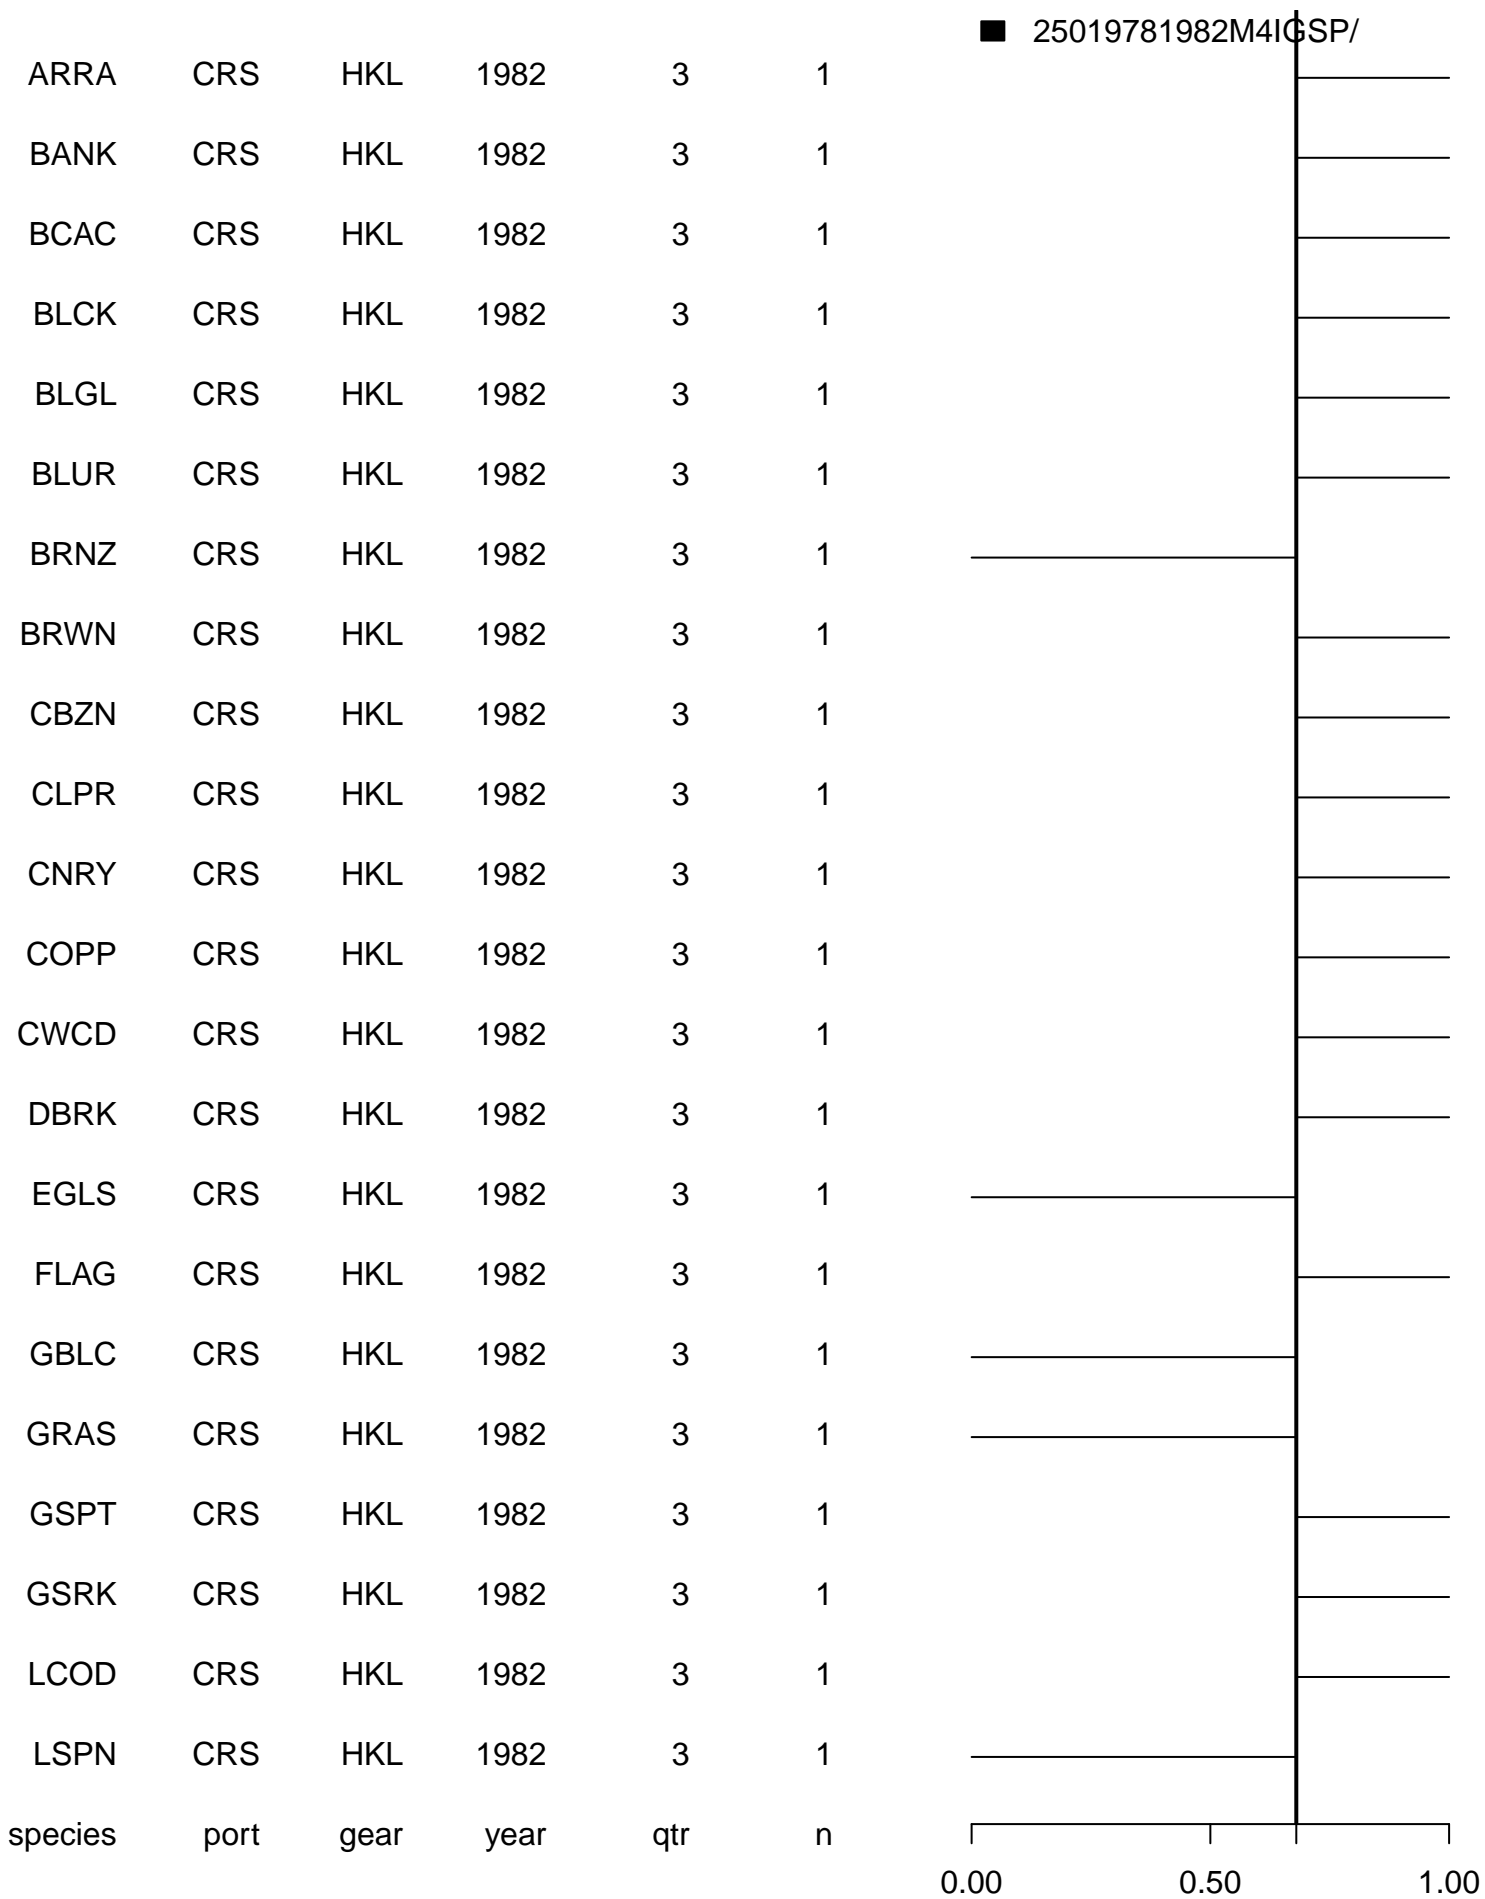 25019781982M4IGSP/
ARRA CRS HKL 1982 3 1
BANK CRS HKL 1982 3 1
BCAC CRS HKL 1982 3 1
BLCK CRS HKL 1982 3 1
BLGL CRS HKL 1982 3 1
BLUR CRS HKL 1982 3 1
BRNZ CRS HKL 1982 3 1
BRWN CRS HKL 1982 3 1
CBZN CRS HKL 1982 3 1
CLPR CRS HKL 1982 3 1
CNRY CRS HKL 1982 3 1
COPP CRS HKL 1982 3 1
CWCD CRS HKL 1982 3 1
DBRK CRS HKL 1982 3 1
EGLS CRS HKL 1982 3 1
FLAG CRS HKL 1982 3 1
GBLC CRS HKL 1982 3 1
GRAS CRS HKL 1982 3 1
GSPT CRS HKL 1982 3 1
GSRK CRS HKL 1982 3 1
LCOD CRS HKL 1982 3 1
LSPN CRS HKL 1982 3 1
species port gear year qtr n
0.00 0.50 1.00